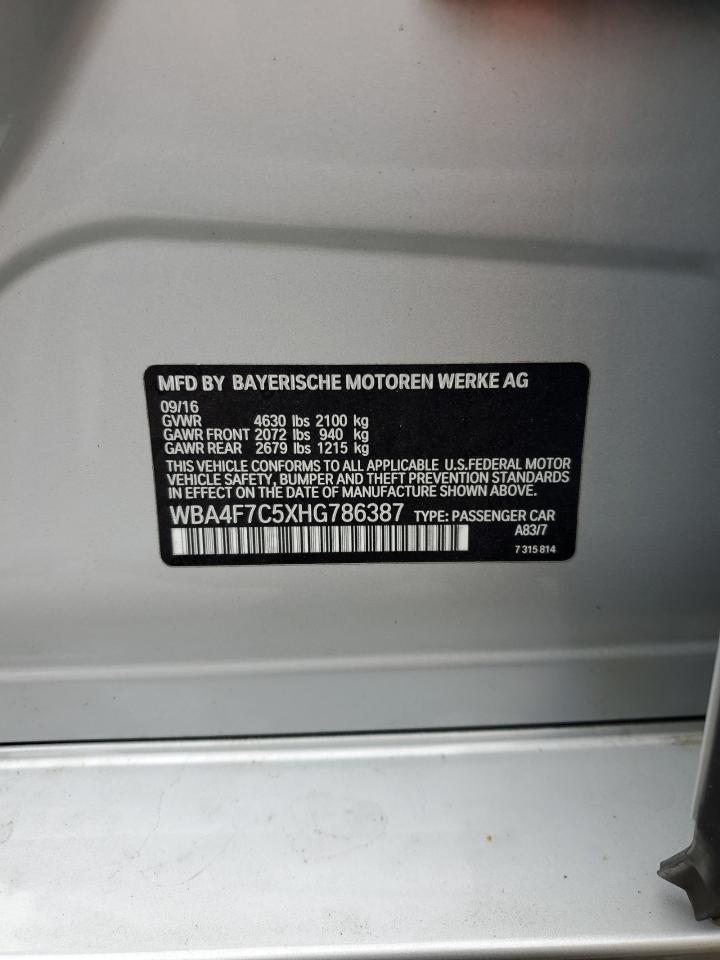 MFD BY BAYERISCHE MOTOREN WERKE AG
09/16
GVWR 4630 lbs 2100 kg
GAWR FRONT 2072 lbs 940 kg
GAWR REAR 2679 lbs 1215 kg
THIS VEHICLE CONFORMS TO ALL APPLICABLE U.S.FEDERAL MOTOR
VEHICLE SAFETY, BUMPER AND THEFT PREVENTION STANDARDS
IN EFFECT ON THE DATE OF MANUFACTURE SHOWN ABOVE.
WBA4F7C5XHG786387 TYPE: PASSENGER CAR
A83/7
7 315 814